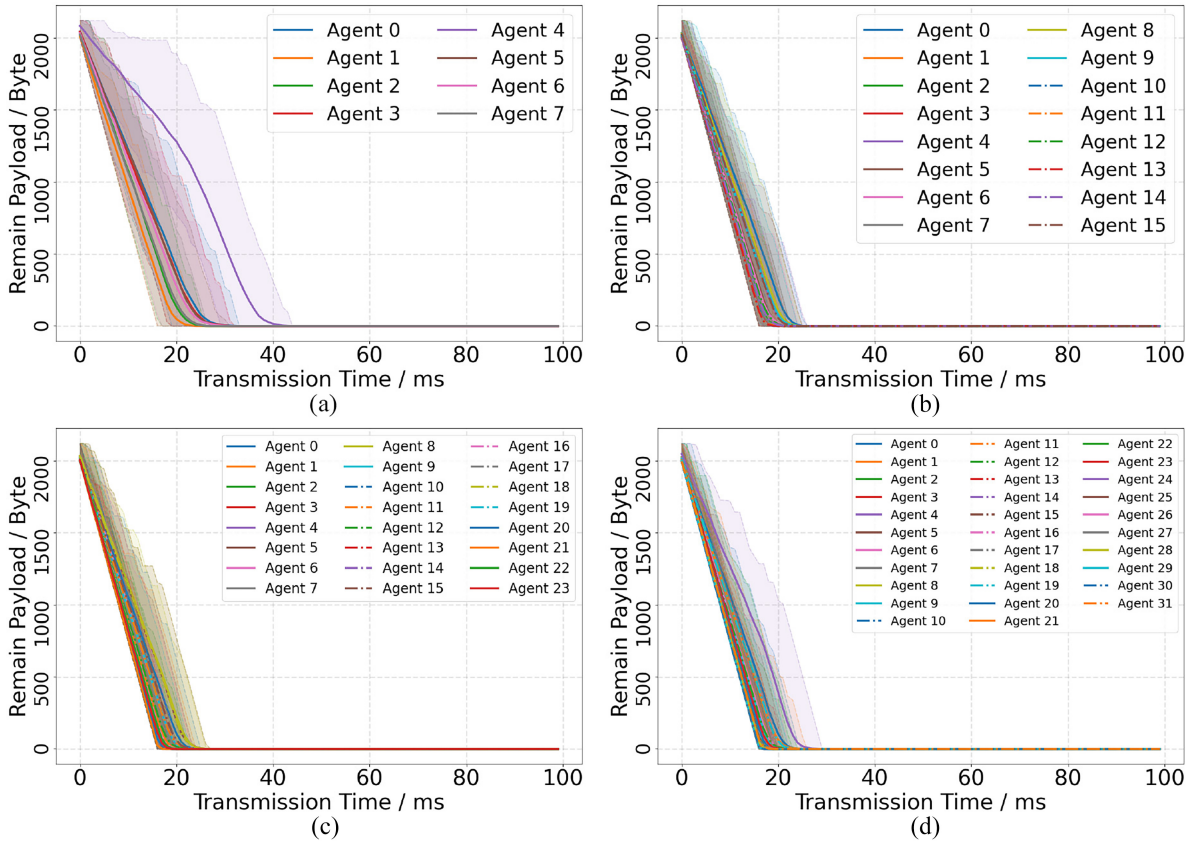 2000
1500
1000
500
0
Remain Payload / Byte
Agent 0
Agent 1
Agent 2
Agent 3
Agent 4
Agent 5
Agent 6
Agent 7
0 20 40 60 80 100
Transmission Time / ms
(a)
2000
1500
1000
500
0
Remain Payload / Byte
Agent 0
Agent 1
Agent 2
Agent 3
Agent 4
Agent 5
Agent 6
Agent 7
Agent 8
Agent 9
Agent 10
Agent 11
Agent 12
Agent 13
Agent 14
Agent 15
0 20 40 60 80 100
Transmission Time / ms
(b)
2000
1500
1000
500
0
Remain Payload / Byte
Agent 0
Agent 1
Agent 2
Agent 3
Agent 4
Agent 5
Agent 6
Agent 7
Agent 8
Agent 9
Agent 10
Agent 11
Agent 12
Agent 13
Agent 14
Agent 15
Agent 16
Agent 17
Agent 18
Agent 19
Agent 20
Agent 21
Agent 22
Agent 23
0 20 40 60 80 100
Transmission Time / ms
(c)
2000
1500
1000
500
0
Remain Payload / Byte
Agent 0
Agent 1
Agent 2
Agent 3
Agent 4
Agent 5
Agent 6
Agent 7
Agent 8
Agent 9
Agent 10
Agent 11
Agent 12
Agent 13
Agent 14
Agent 15
Agent 16
Agent 17
Agent 18
Agent 19
Agent 20
Agent 21
Agent 22
Agent 23
Agent 24
Agent 25
Agent 26
Agent 27
Agent 28
Agent 29
Agent 30
Agent 31
0 20 40 60 80 100
Transmission Time / ms
(d)